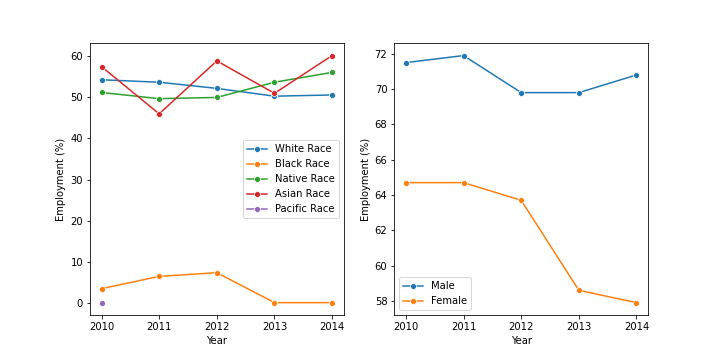 60
50
40
30
20
10
0
Employment (%)
2010 2011 2012 2013 2014
Year
White Race
Black Race
Native Race
Asian Race
Pacific Race
72
70
68
66
64
62
60
58
Employment (%)
2010 2011 2012 2013 2014
Year
Male
Female